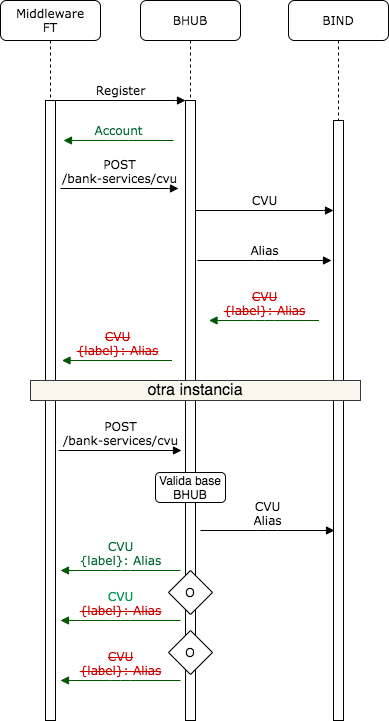 Middleware
FT
BHUB
BIND
Register
Account
POST
/bank-services/cvu
CVU
Alias
CVU
{label}: Alias
CVU
{label}: Alias
otra instancia
POST
/bank-services/cvu
Valida base
BHUB
CVU
Alias
CVU
{label}: Alias
O
CVU
{label}: Alias
O
CVU
{label}: Alias